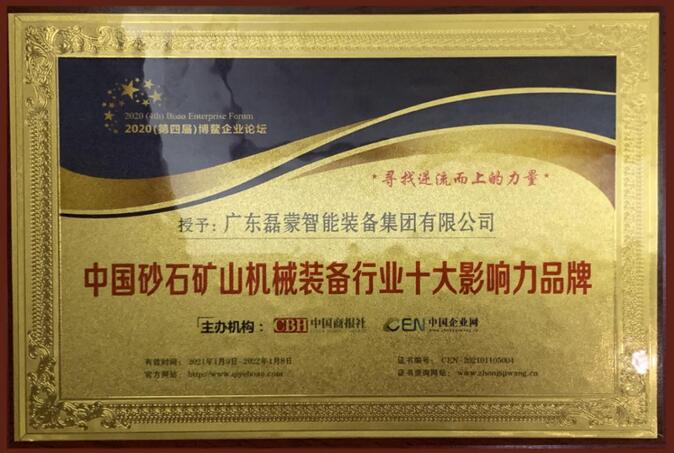 2020 (4th) Boao Enterprise Forum
2020(第四届)博鳌企业论坛
*寻找逆流而上的力量*
授予：广东磊蒙智能装备集团有限公司
中国砂石矿山机械装备行业十大影响力品牌
主办机构： CBH 中国商报社 CEN 中国企业网
有效时间：2021年1月9日-2022年1月8日 证书编号：CEN-202101105004
官方网站：http://www.qiyeboao.com/ 证书查询网站：www.zhongqiwang.cn